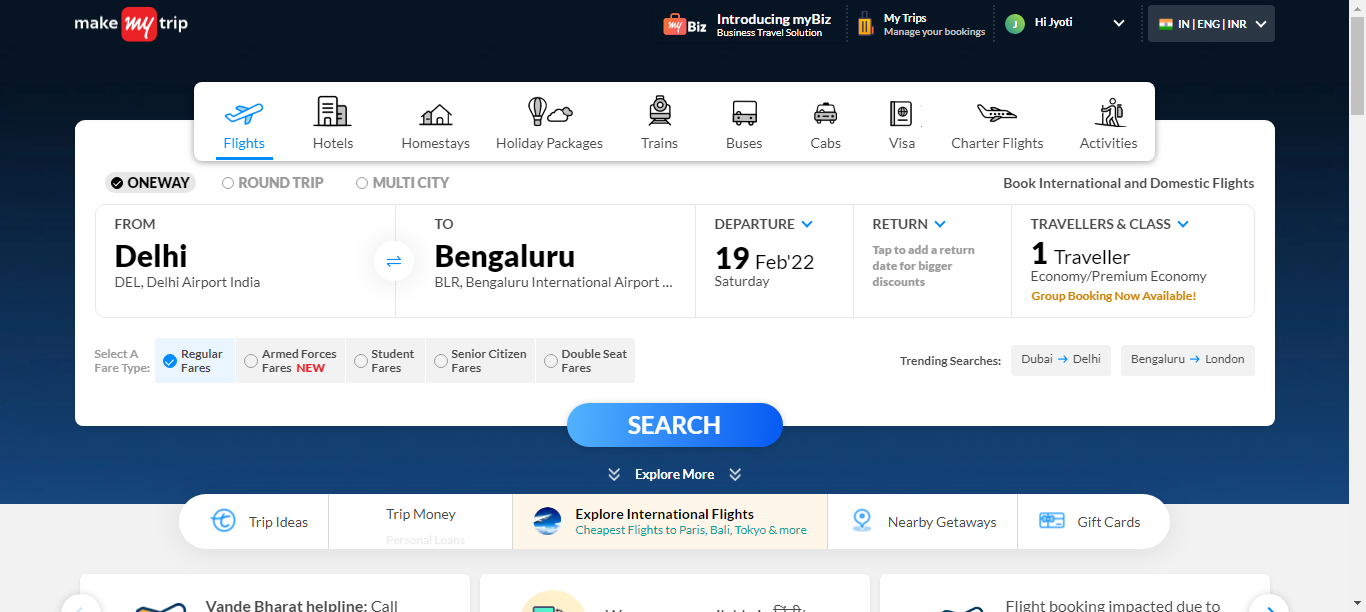 make my trip
myBiz
Introducing myBiz
Business Travel Solution
My Trips
Manage your bookings
J
Hi Jyoti
IN | ENG | INR
Flights
Hotels
Homestays
Holiday Packages
Trains
Buses
Cabs
Visa
Charter Flights
Activities
ONEWAY
ROUND TRIP
MULTI CITY
Book International and Domestic Flights
FROM
Delhi
DEL, Delhi Airport India
TO
Bengaluru
BLR, Bengaluru International Airport ...
DEPARTURE
19 Feb'22
Saturday
RETURN
Tap to add a return
date for bigger
discounts
TRAVELLERS & CLASS
1 Traveller
Economy/Premium Economy
Group Booking Now Available!
Select A
Fare Type:
Regular
Fares
Armed Forces
Fares NEW
Student
Fares
Senior Citizen
Fares
Double Seat
Fares
Trending Searches:
Dubai → Delhi
Bengaluru → London
SEARCH
Explore More
Trip Ideas
Trip Money
Personal Loans
Explore International Flights
Cheapest Flights to Paris, Bali, Tokyo & more
Nearby Getaways
Gift Cards
Vande Bharat helpline: Call
Flight booking impacted due to